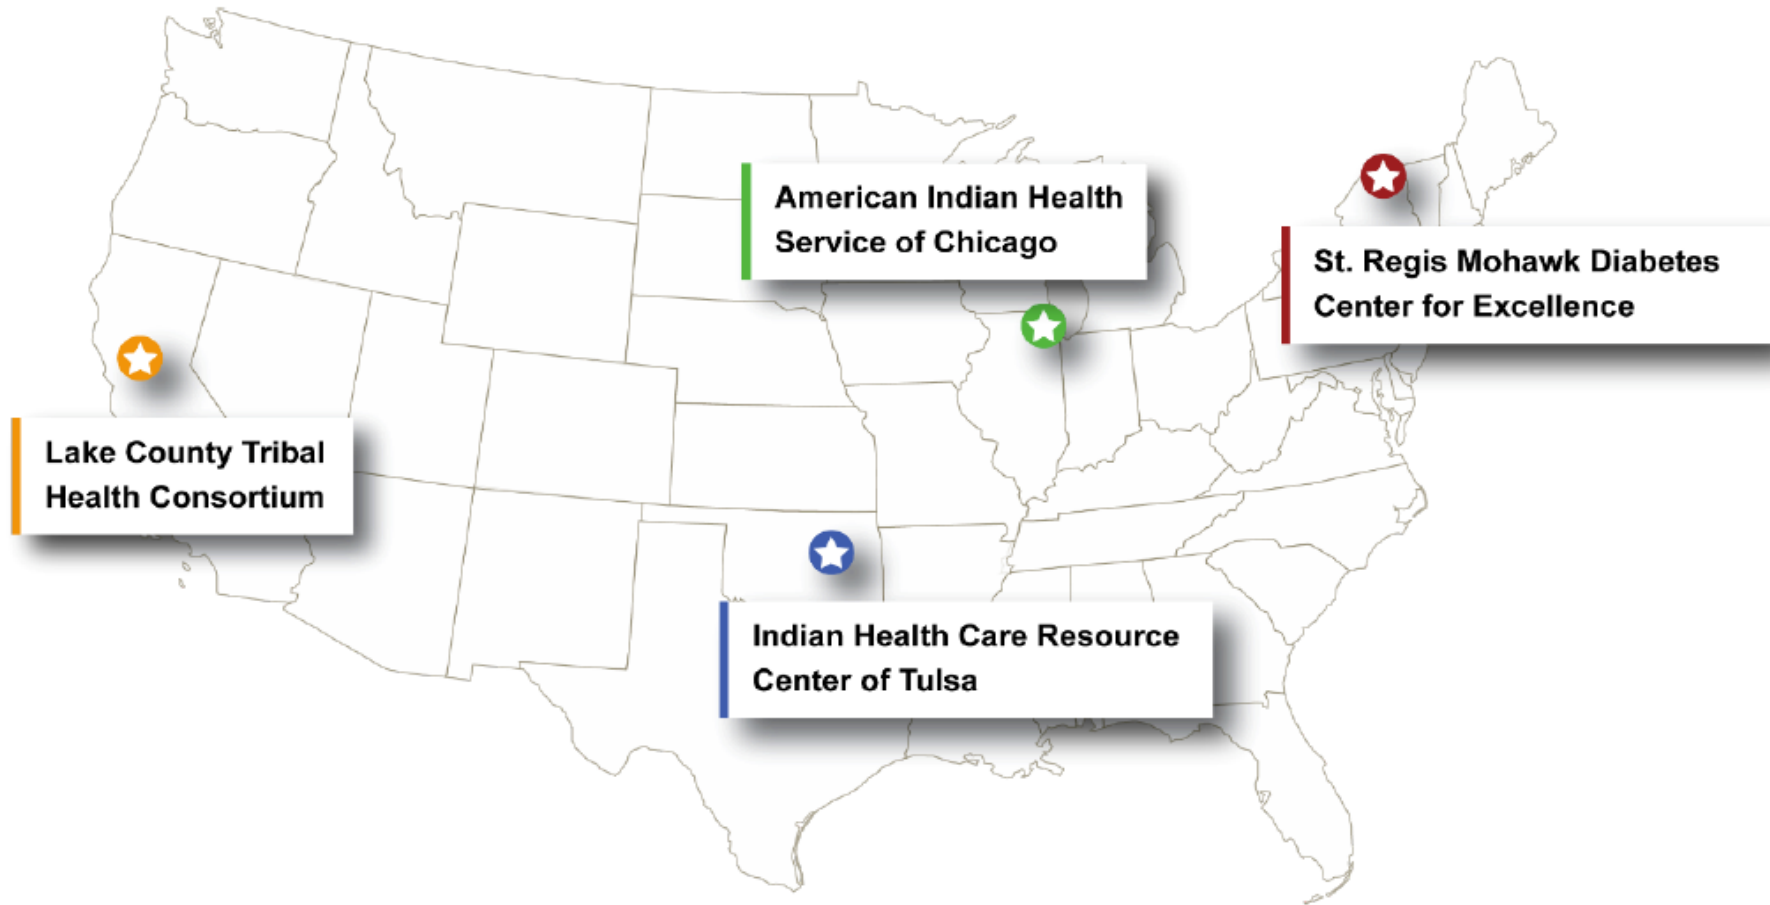 American Indian Health
Service of Chicago
St. Regis Mohawk Diabetes
Center for Excellence
Lake County Tribal
Health Consortium
Indian Health Care Resource
Center of Tulsa